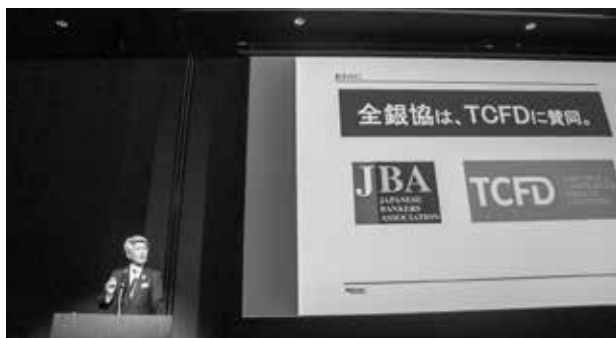 全銀協は、TCFDに賛同。
JBA
JAPANESE
BANKERS
ASSOCIATION
TCFD